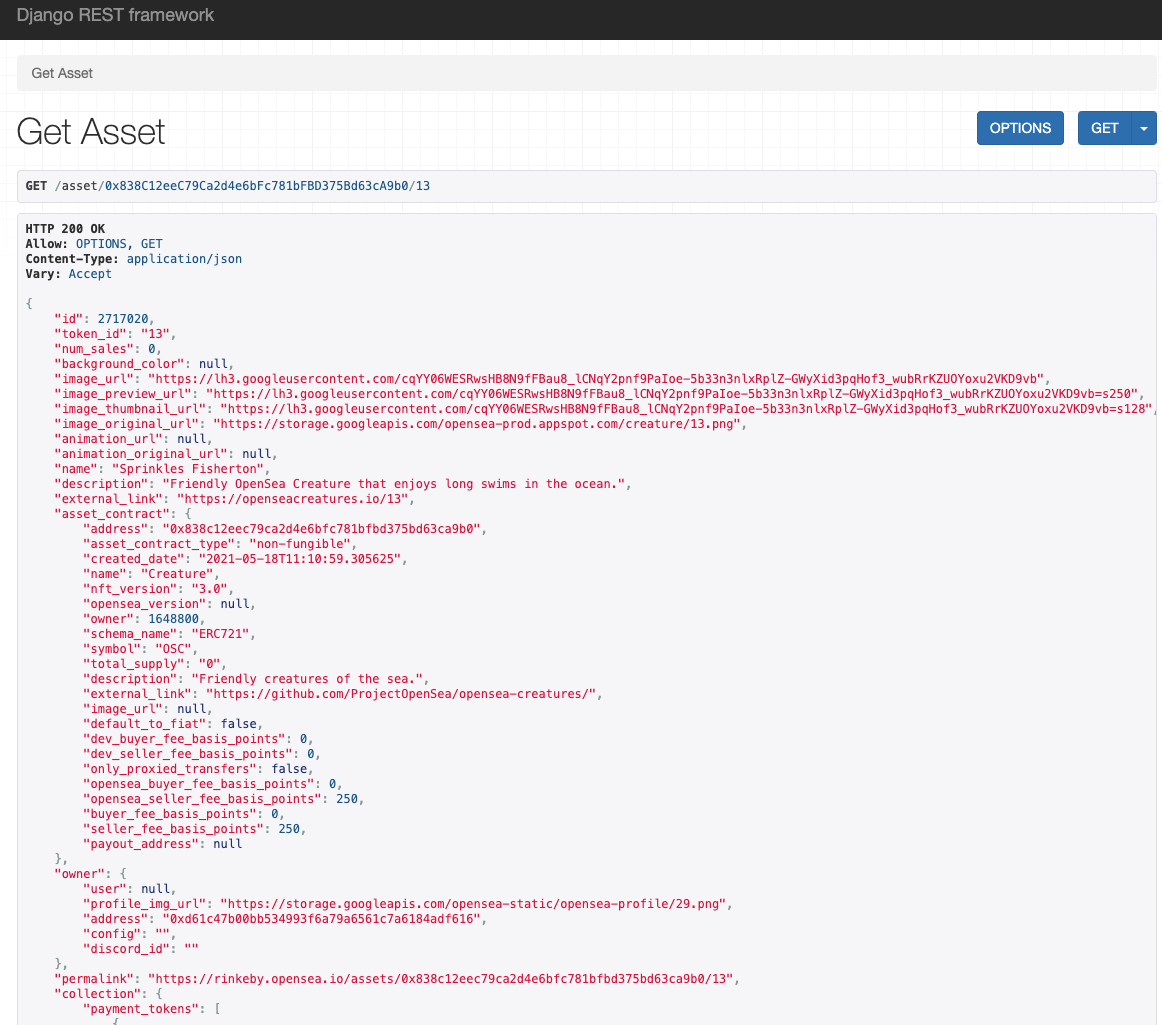 Django REST framework
Get Asset
Get Asset
OPTIONS
GET
GET /asset/0x838C12eeC79Ca2d4e6bFc781bFBD375Bd63cA9b0/13
HTTP 200 OK
Allow: OPTIONS, GET
Content-Type: application/json
Vary: Accept
{
    "id": 2717020,
    "token_id": "13",
    "num_sales": 0,
    "background_color": null,
    "image_url": "https://lh3.googleusercontent.com/cqYY06WESRwsHB8N9fFBau8_lCNqY2pnf9PaIoe-5b33n3nlxRplZ-GWyXid3pqHof3_wubRrKZUOYoxu2VKD9vb",
    "image_preview_url": "https://lh3.googleusercontent.com/cqYY06WESRwsHB8N9fFBau8_lCNqY2pnf9PaIoe-5b33n3nlxRplZ-GWyXid3pqHof3_wubRrKZUOYoxu2VKD9vb=s250",
    "image_thumbnail_url": "https://lh3.googleusercontent.com/cqYY06WESRwsHB8N9fFBau8_lCNqY2pnf9PaIoe-5b33n3nlxRplZ-GWyXid3pqHof3_wubRrKZUOYoxu2VKD9vb=s128",
    "image_original_url": "https://storage.googleapis.com/opensea-prod.appspot.com/creature/13.png",
    "animation_url": null,
    "animation_original_url": null,
    "name": "Sprinkles Fisherton",
    "description": "Friendly OpenSea Creature that enjoys long swims in the ocean.",
    "external_link": "https://openseacreatures.io/13",
    "asset_contract": {
        "address": "0x838c12eec79ca2d4e6bfc781bfbd375bd63ca9b0",
        "asset_contract_type": "non-fungible",
        "created_date": "2021-05-18T11:10:59.305625",
        "name": "Creature",
        "nft_version": "3.0",
        "opensea_version": null,
        "owner": 1648800,
        "schema_name": "ERC721",
        "symbol": "OSC",
        "total_supply": "0",
        "description": "Friendly creatures of the sea.",
        "external_link": "https://github.com/ProjectOpenSea/opensea-creatures/",
        "image_url": null,
        "default_to_fiat": false,
        "dev_buyer_fee_basis_points": 0,
        "dev_seller_fee_basis_points": 0,
        "only_proxied_transfers": false,
        "opensea_buyer_fee_basis_points": 0,
        "opensea_seller_fee_basis_points": 250,
        "buyer_fee_basis_points": 0,
        "seller_fee_basis_points": 250,
        "payout_address": null
    },
    "owner": {
        "user": null,
        "profile_img_url": "https://storage.googleapis.com/opensea-static/opensea-profile/29.png",
        "address": "0xd61c47b00bb534993f6a79a6561c7a6184adf616",
        "config": "",
        "discord_id": ""
    },
    "permalink": "https://rinkeby.opensea.io/assets/0x838c12eec79ca2d4e6bfc781bfbd375bd63ca9b0/13",
    "collection": {
        "payment_tokens": [
            {